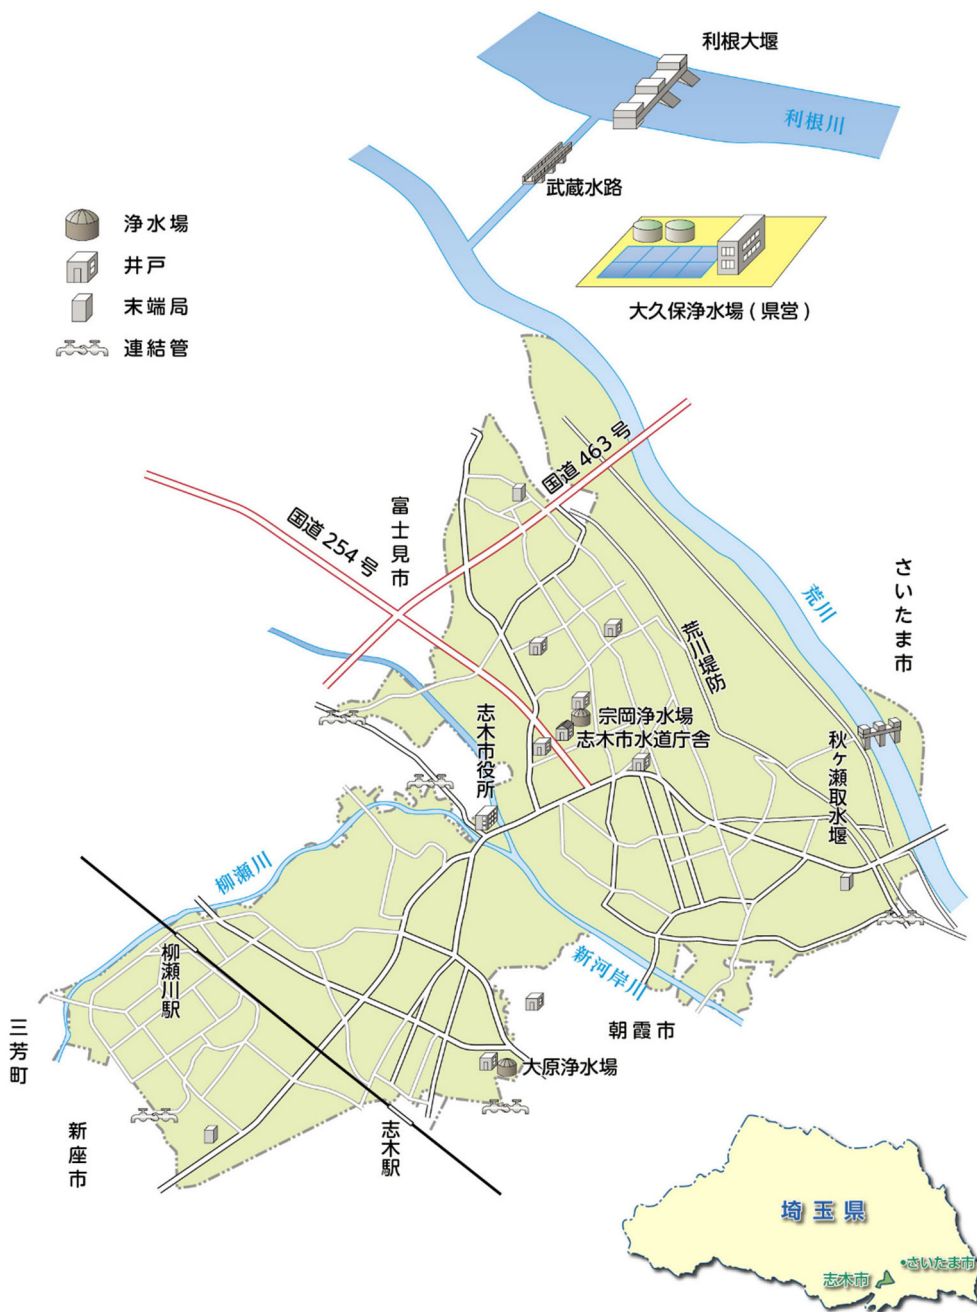 利根大堰
利根川
武蔵水路
浄水場
井戸
末端局
連結管
大久保浄水場(県営)
国道463号
国道254号
富士見市
さいたま市
荒川
荒川堤防
宗岡浄水場
志木市水道庁舎
志木市役所
秋ヶ瀬取水堰
柳瀬川
柳瀬川駅
新河岸川
朝霞市
三芳町
大原浄水場
新座市
志木駅
埼玉県
さいたま市
志木市